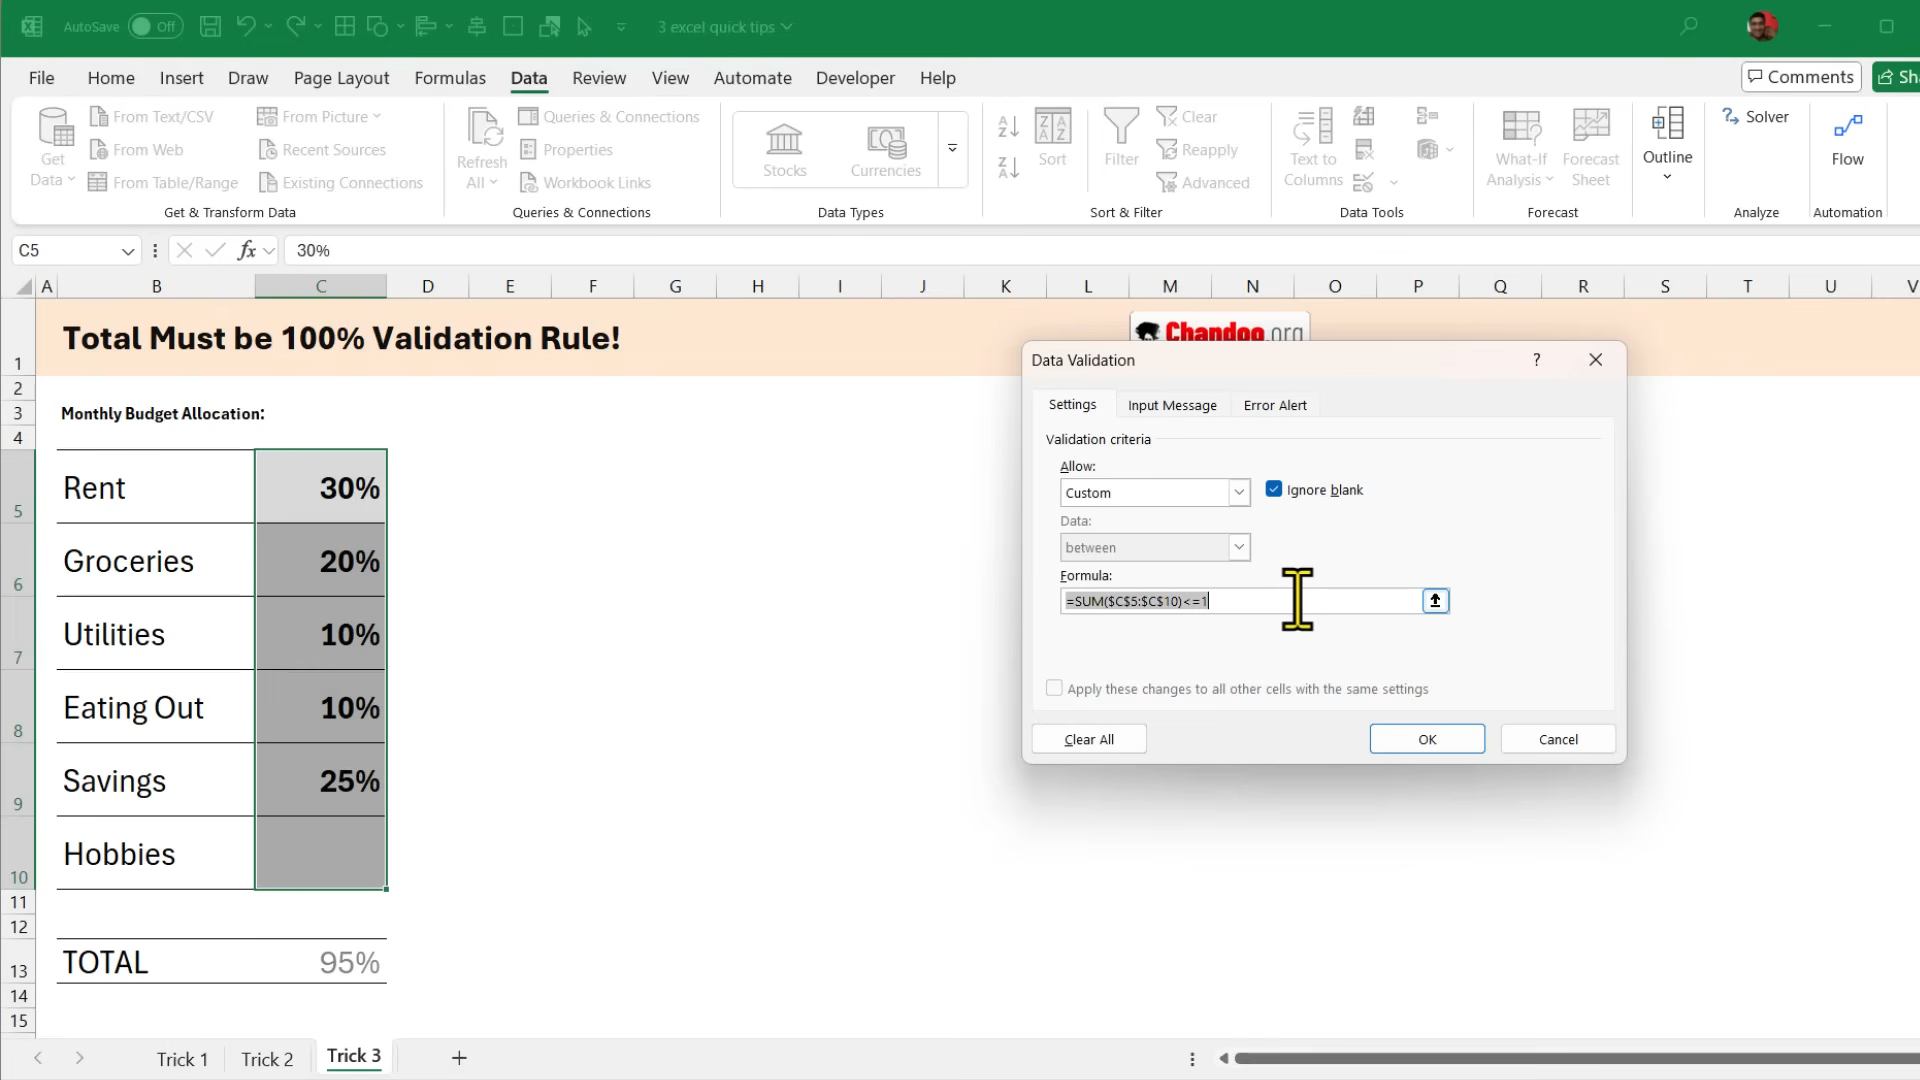 AutoSave Off 3 excel quick tips
File Home Insert Draw Page Layout Formulas Data Review View Automate Developer Help Comments Sh
Get Data
From Text/CSV
From Web
From Table/Range
From Picture
Recent Sources
Existing Connections
Get & Transform Data
Refresh All
Queries & Connections
Properties
Workbook Links
Queries & Connections
Stocks
Currencies
Data Types
Sort
Filter
Clear
Reapply
Advanced
Sort & Filter
Text to Columns
Data Tools
What-If Analysis
Forecast Sheet
Forecast
Outline
Solver
Analyze
Flow
Automation
C5 fx 30%
A B C D E F G H I J K L M N O P Q R S T U V
1 Total Must be 100% Validation Rule!
Chandoo.org
2
3 Monthly Budget Allocation:
4
5 Rent 30%
6 Groceries 20%
7 Utilities 10%
8 Eating Out 10%
9 Savings 25%
10 Hobbies
11
12
13 TOTAL 95%
14
15
Data Validation ?
Settings Input Message Error Alert
Validation criteria
Allow:
Custom Ignore blank
Data:
between
Formula:
=SUM($C$5:$C$10)<=1
Apply these changes to all other cells with the same settings
Clear All OK Cancel
Trick 1 Trick 2 Trick 3